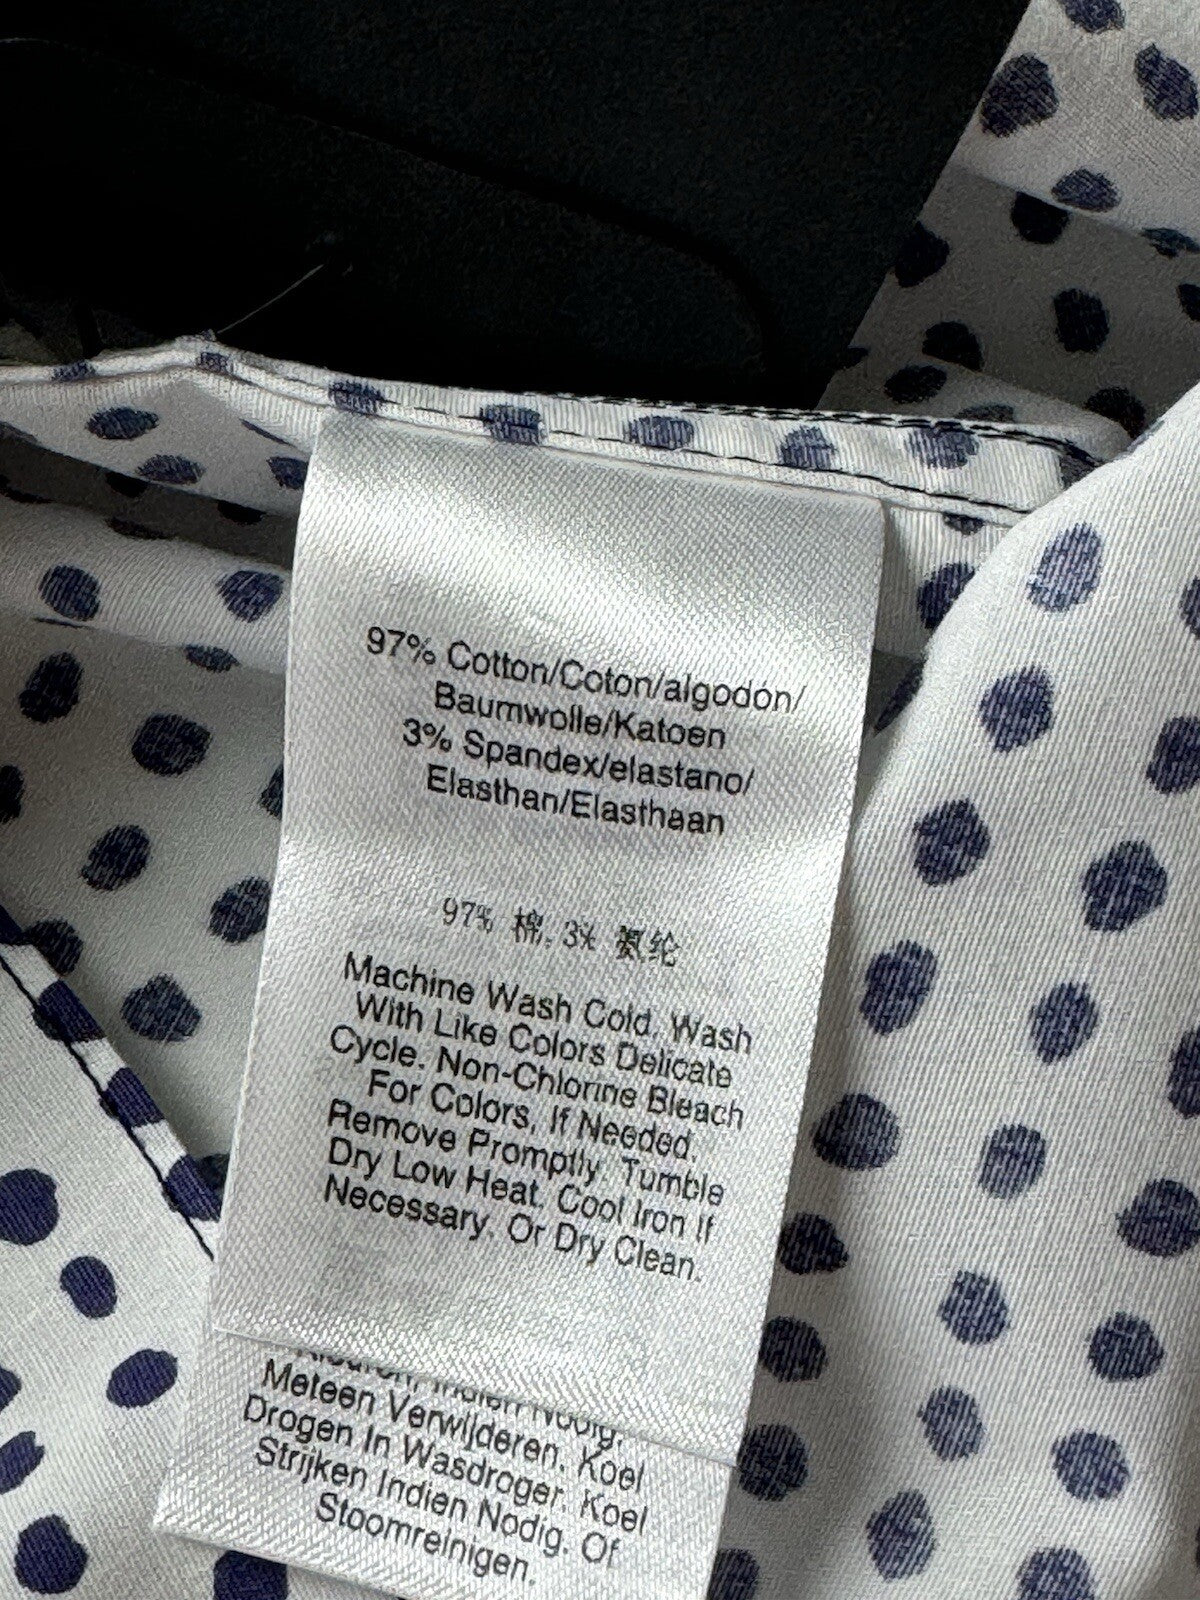 97% Cotton/Coton/algodón/
Baumwolle/Katoen
3% Spandex/elastano/
Elasthan/Elasthaan
97% 棉, 3% 氨纶
Machine Wash Cold. Wash
With Like Colors Delicate
Cycle. Non-Chlorine Bleach
For Colors, If Needed.
Remove Promptly. Tumble
Dry Low Heat. Cool Iron If
Necessary. Or Dry Clean.
Indien Nodig.
Meteen Verwijderen. Koel
Drogen In Wasdroger. Koel
Strijken Indien Nodig. Of
Stoomreinigen.